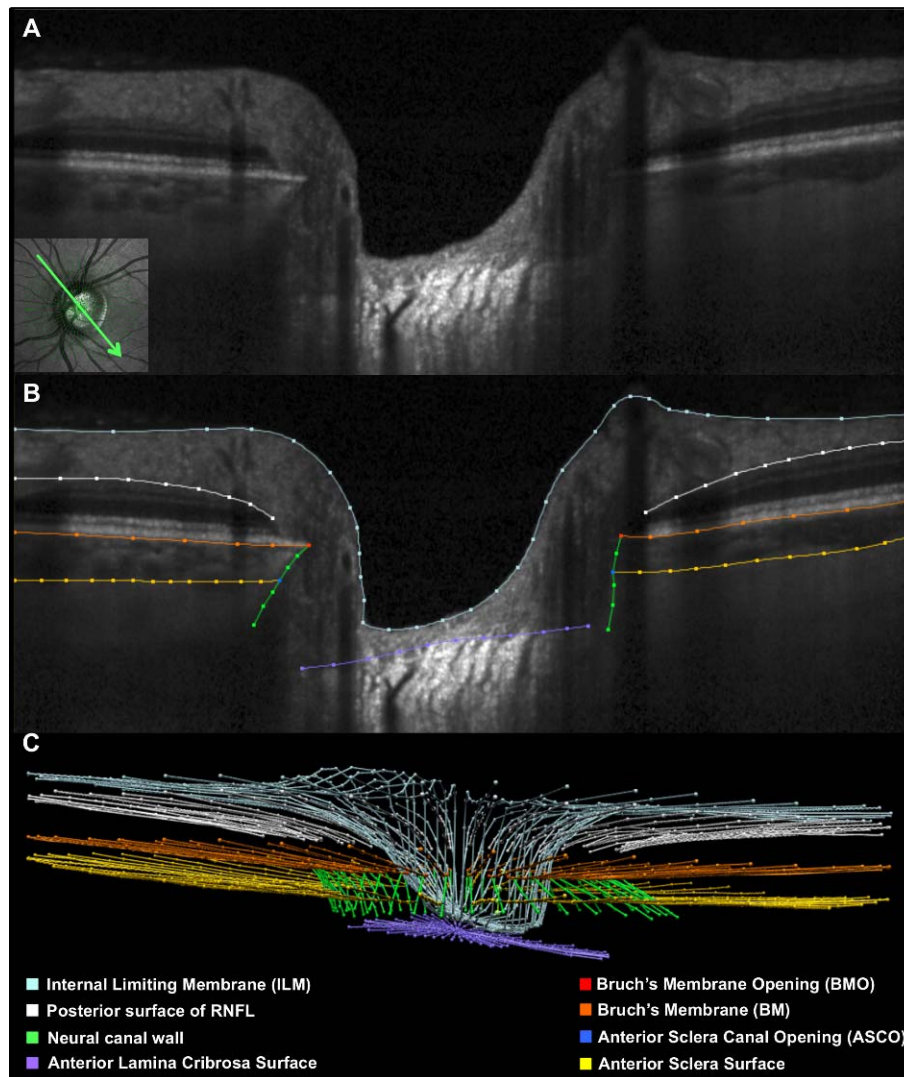 A
B
C
Internal Limiting Membrane (ILM)
Posterior surface of RNFL
Neural canal wall
Anterior Lamina Cribrosa Surface
Bruch's Membrane Opening (BMO)
Bruch's Membrane (BM)
Anterior Sclera Canal Opening (ASCO)
Anterior Sclera Surface